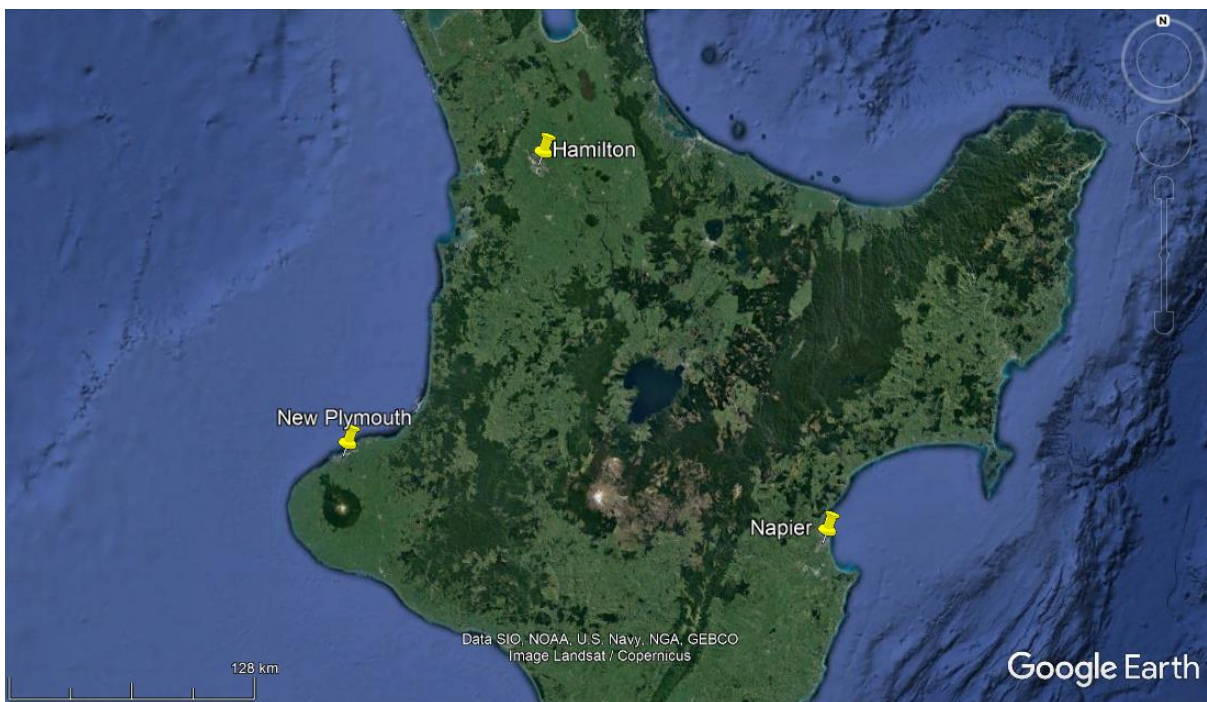 N
Hamilton
New Plymouth
Napier
Data SIO, NOAA, U.S. Navy, NGA, GEBCO
Image Landsat / Copernicus
128 km
Google Earth